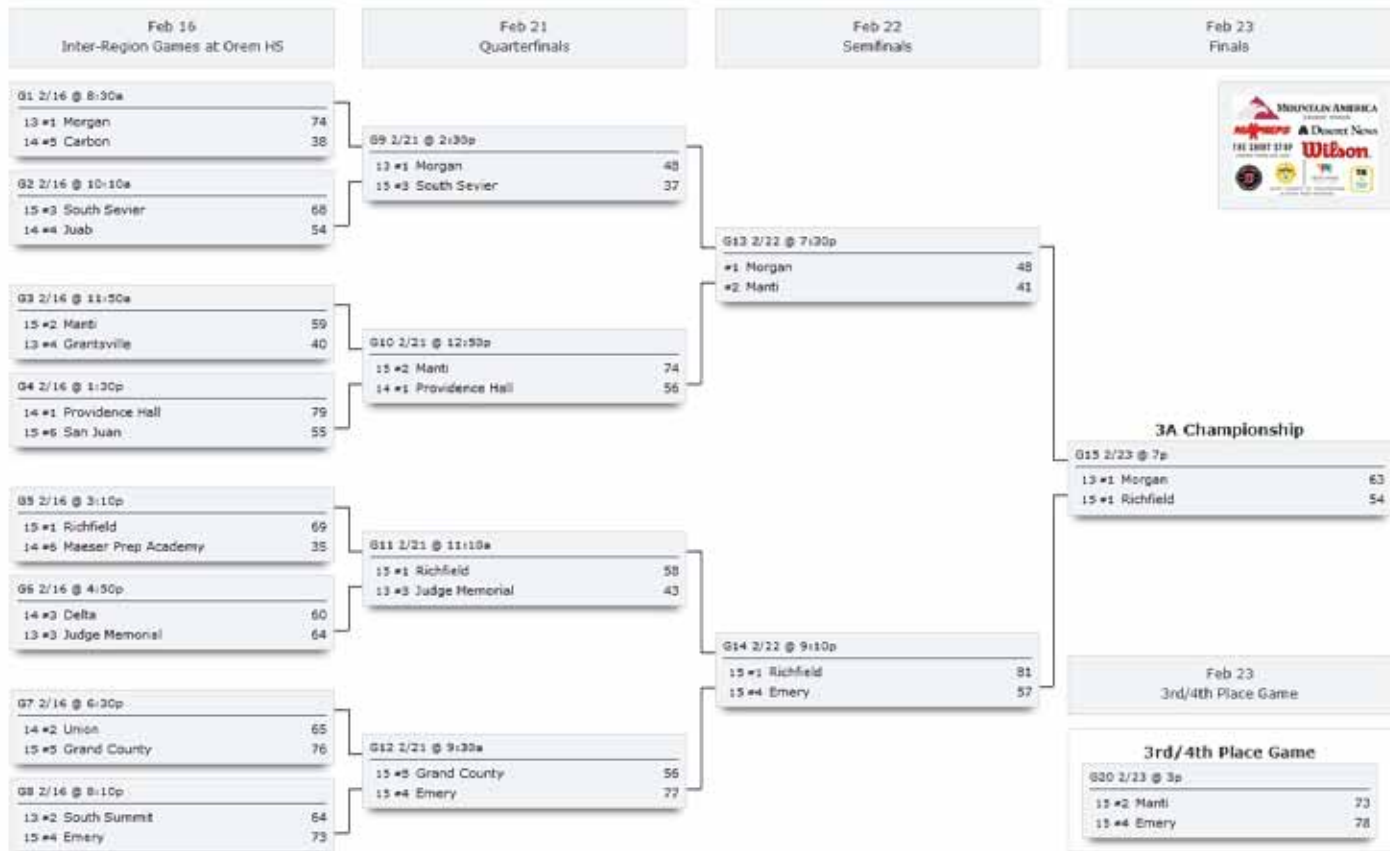 Feb 16
Inter-Region Games at Orem HS
Feb 21
Quarterfinals
Feb 22
Semifinals
Feb 23
Finals
G1 2/16 @ 8:30a
13 #1 Morgan 74
14 #5 Carbon 38
G2 2/16 @ 10:10a
15 #3 South Sevier 68
14 #4 Juab 54
G3 2/16 @ 11:50a
15 #2 Manti 59
13 #4 Grantsville 40
G4 2/16 @ 1:30p
14 #1 Providence Hall 79
15 #6 San Juan 55
G5 2/16 @ 3:10p
15 #1 Richfield 69
14 #6 Maeser Prep Academy 35
G6 2/16 @ 4:50p
14 #3 Delta 60
13 #3 Judge Memorial 64
G7 2/16 @ 6:30p
14 #2 Union 65
15 #5 Grand County 76
G8 2/16 @ 8:10p
13 #2 South Summit 64
15 #4 Emery 73
G9 2/21 @ 2:30p
13 #1 Morgan 48
15 #3 South Sevier 37
G10 2/21 @ 12:50p
15 #2 Manti 74
14 #1 Providence Hall 56
G11 2/21 @ 11:10a
15 #1 Richfield 58
13 #3 Judge Memorial 43
G12 2/21 @ 9:30a
15 #5 Grand County 56
15 #4 Emery 77
G13 2/22 @ 7:30p
#1 Morgan 48
#2 Manti 41
G14 2/22 @ 9:10p
15 #1 Richfield 81
15 #4 Emery 57
MOUNTAIN AMERICA
MAXPREPS Deseret News
THE SHIRT STOP Wilson
3A Championship
G15 2/23 @ 7p
13 #1 Morgan 63
15 #1 Richfield 54
Feb 23
3rd/4th Place Game
3rd/4th Place Game
G20 2/23 @ 3p
15 #2 Manti 73
15 #4 Emery 78